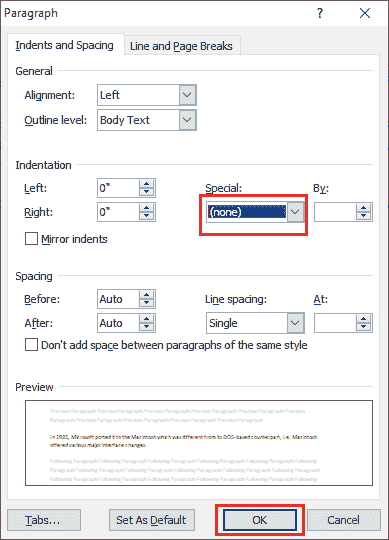 Paragraph ? ×
Indents and Spacing Line and Page Breaks
General
Alignment: Left
Outline level: Body Text
Indentation
Left: 0" Special: By:
Right: 0" (none)
Mirror indents
Spacing
Before: Auto Line spacing: At:
After: Auto Single
Don't add space between paragraphs of the same style
Preview
Previous Paragraph Previous Paragraph Previous Paragraph Previous Paragraph Previous Paragraph
Paragraph Previous Paragraph Previous Paragraph Previous Paragraph Previous Paragraph
In 1985, Microsoft ported it to the Macintosh which was different from its DOS-based counterpart, i.e. Macintosh
offered various major interface changes.
Following Paragraph Following Paragraph Following Paragraph Following Paragraph Following
Paragraph Following Paragraph Following Paragraph Following Paragraph Following Paragraph
Following Paragraph Following Paragraph Following Paragraph Following Paragraph Following
Tabs... Set As Default OK Cancel